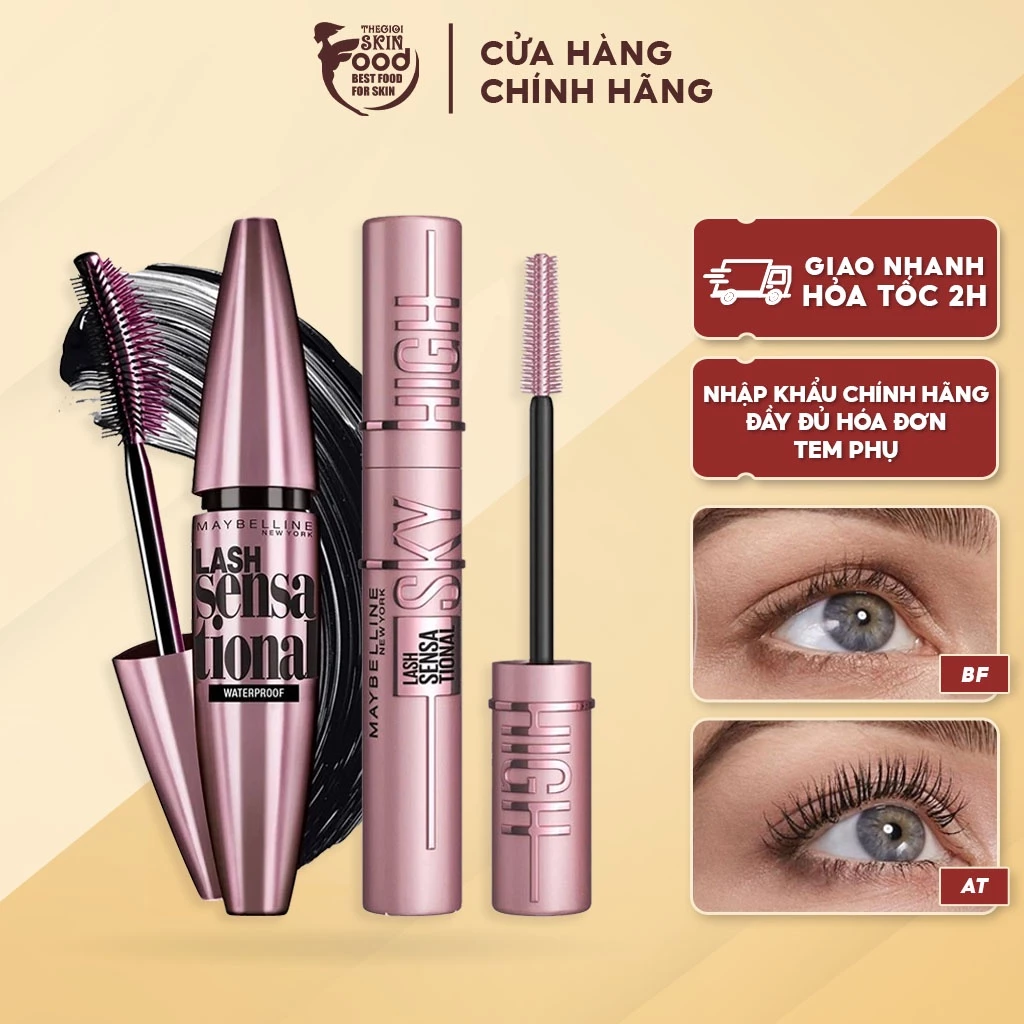 THEGIOI
SKIN
Food
BEST FOOD
FOR SKIN
CỬA HÀNG
CHÍNH HÃNG
GIAO NHANH
HỎA TỐC 2H
NHẬP KHẨU CHÍNH HÃNG
ĐẦY ĐỦ HÓA ĐƠN
TEM PHỤ
MAYBELLINE
NEW YORK
LASH
sensa
tional
WATERPROOF
MAYBELLINE
NEW YORK
LASH
SENSA
TIONAL
SKY HIGH
HIGH
BF
AT